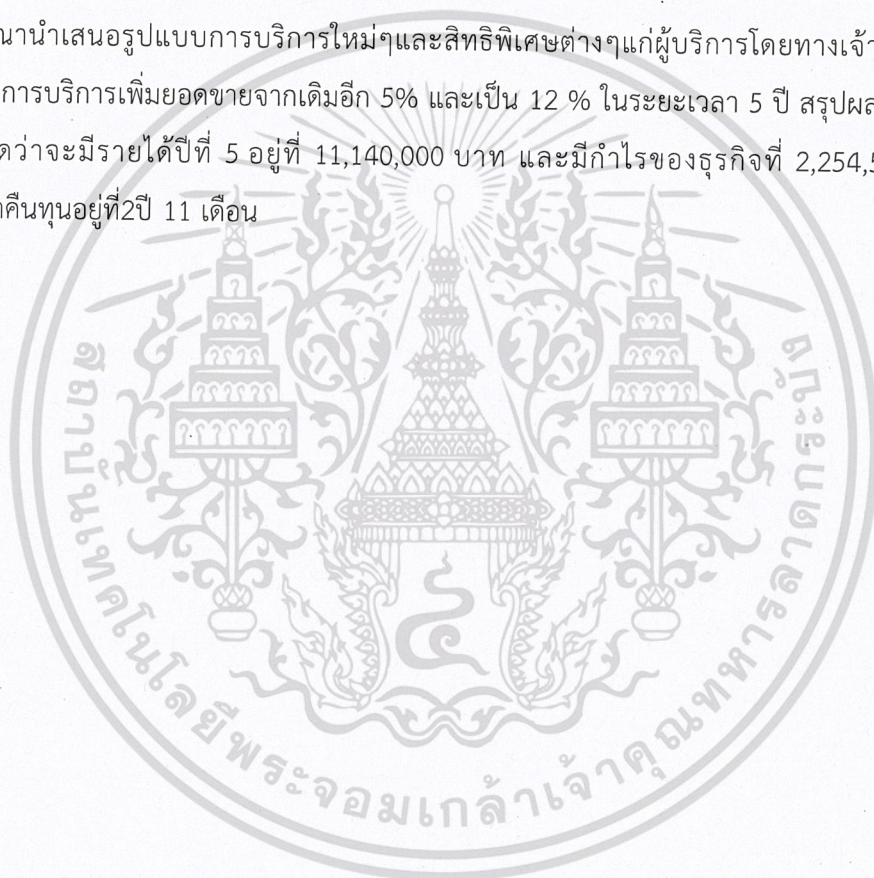 ณานำเสนอรูปแบบการบริการใหม่ๆและสิทธิพิเศษต่างๆแก่ผู้บริการโดยทางเจ้า
การบริการเพิ่มยอดขายจากเดิมอีก 5% และเป็น 12 % ในระยะเวลา 5 ปี สรุปผล
ดว่าจะมีรายได้ปีที่ 5 อยู่ที่ 11,140,000 บาท และมีกำไรของธุรกิจที่ 2,254,5
าคืนทุนอยู่ที่2ปี 11 เดือน
สถาบันเทคโนโลยีพระจอมเกล้าเจ้าคุณทหารลาดกระบัง
๔